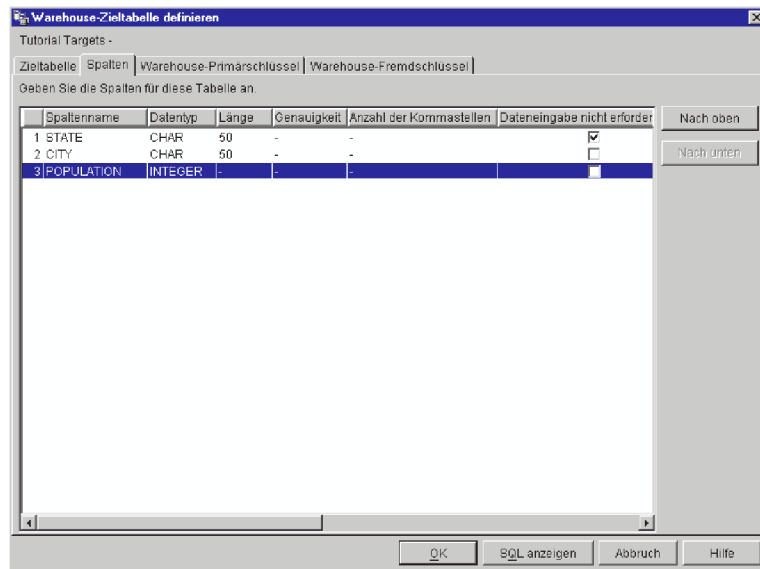 Warehouse-Zieltabelle definieren
Tutorial Targets -
Zieltabelle Spalten Warehouse-Primärschlüssel Warehouse-Fremdschlüssel
Geben Sie die Spalten für diese Tabelle an.
Spaltenname Datentyp Länge Genauigkeit Anzahl der Kommastellen Dateneingabe nicht erforder
1 STATE CHAR 50 - -
2 CITY CHAR 50 - -
3 POPULATION INTEGER - - -
Nach oben
Nach unten
OK SQL anzeigen Abbruch Hilfe